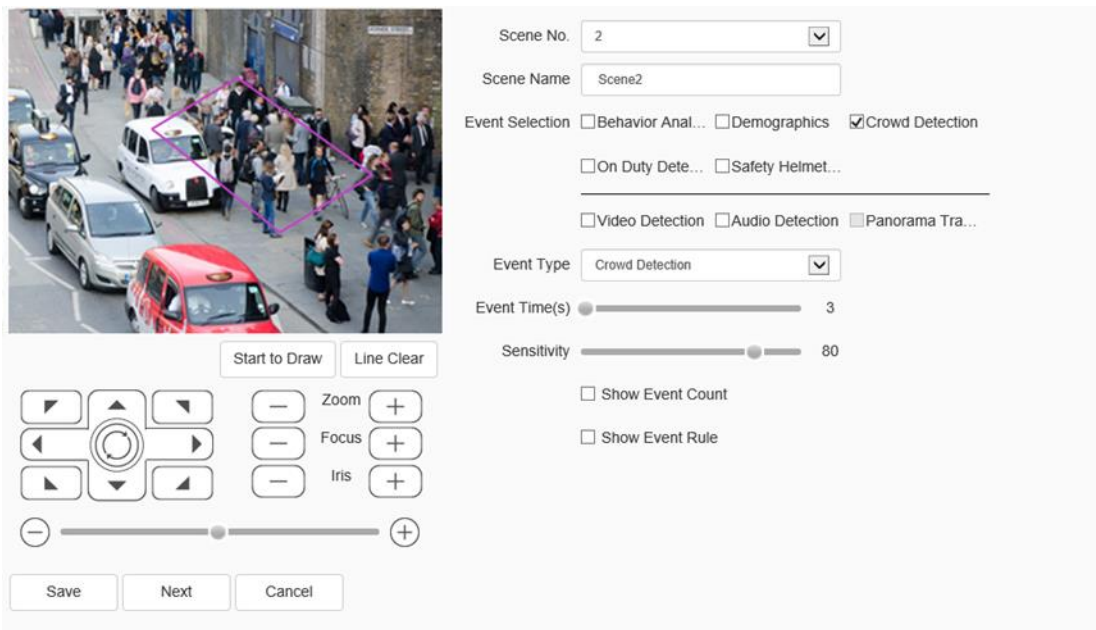 Scene No. 2
Scene Name Scene2
Event Selection Behavior Anal... Demographics Crowd Detection
On Duty Dete... Safety Helmet...
Video Detection Audio Detection Panorama Tra...
Event Type Crowd Detection
Event Time(s) 3
Start to Draw Line Clear
Sensitivity 80
Zoom
Show Event Count
Focus
Show Event Rule
Iris
Save Next Cancel